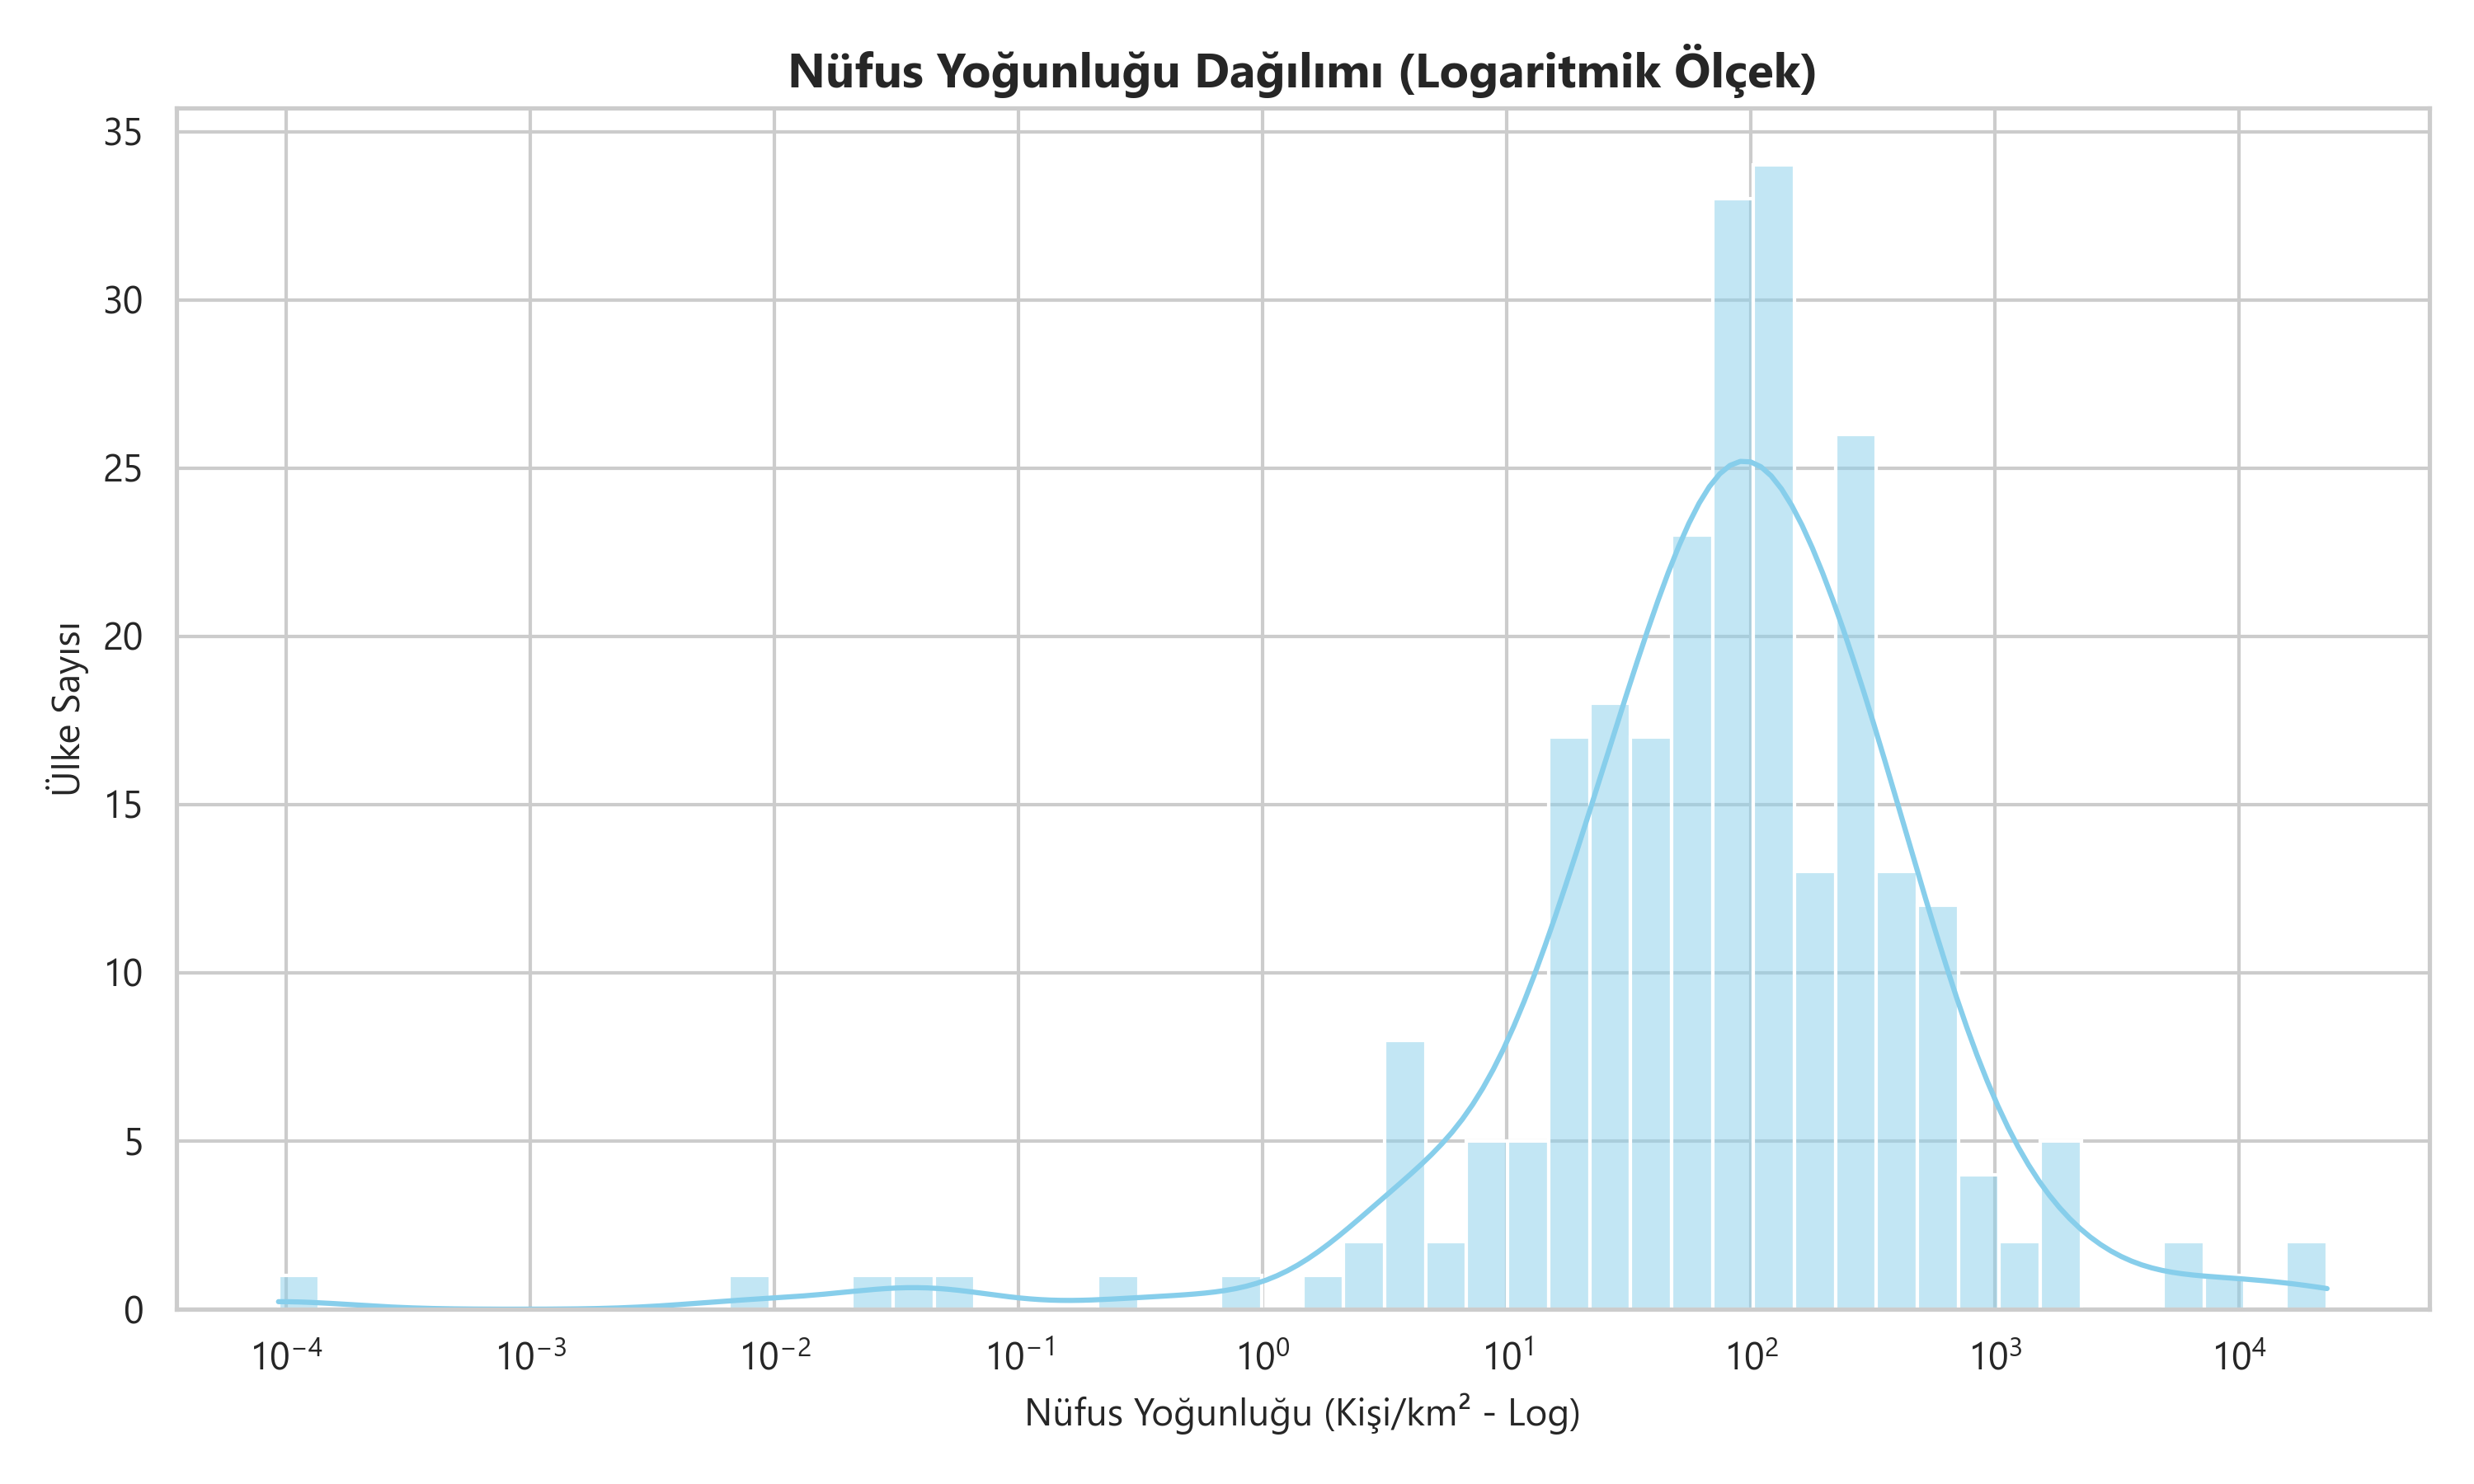 Nüfus Yoğunluğu Dağılımı (Logaritmik Ölçek)
35
30
25
20
15
10
5
0
Ülke Sayısı
10⁻⁴ 10⁻³ 10⁻² 10⁻¹ 10⁰ 10¹ 10² 10³ 10⁴
Nüfus Yoğunluğu (Kişi/km² - Log)